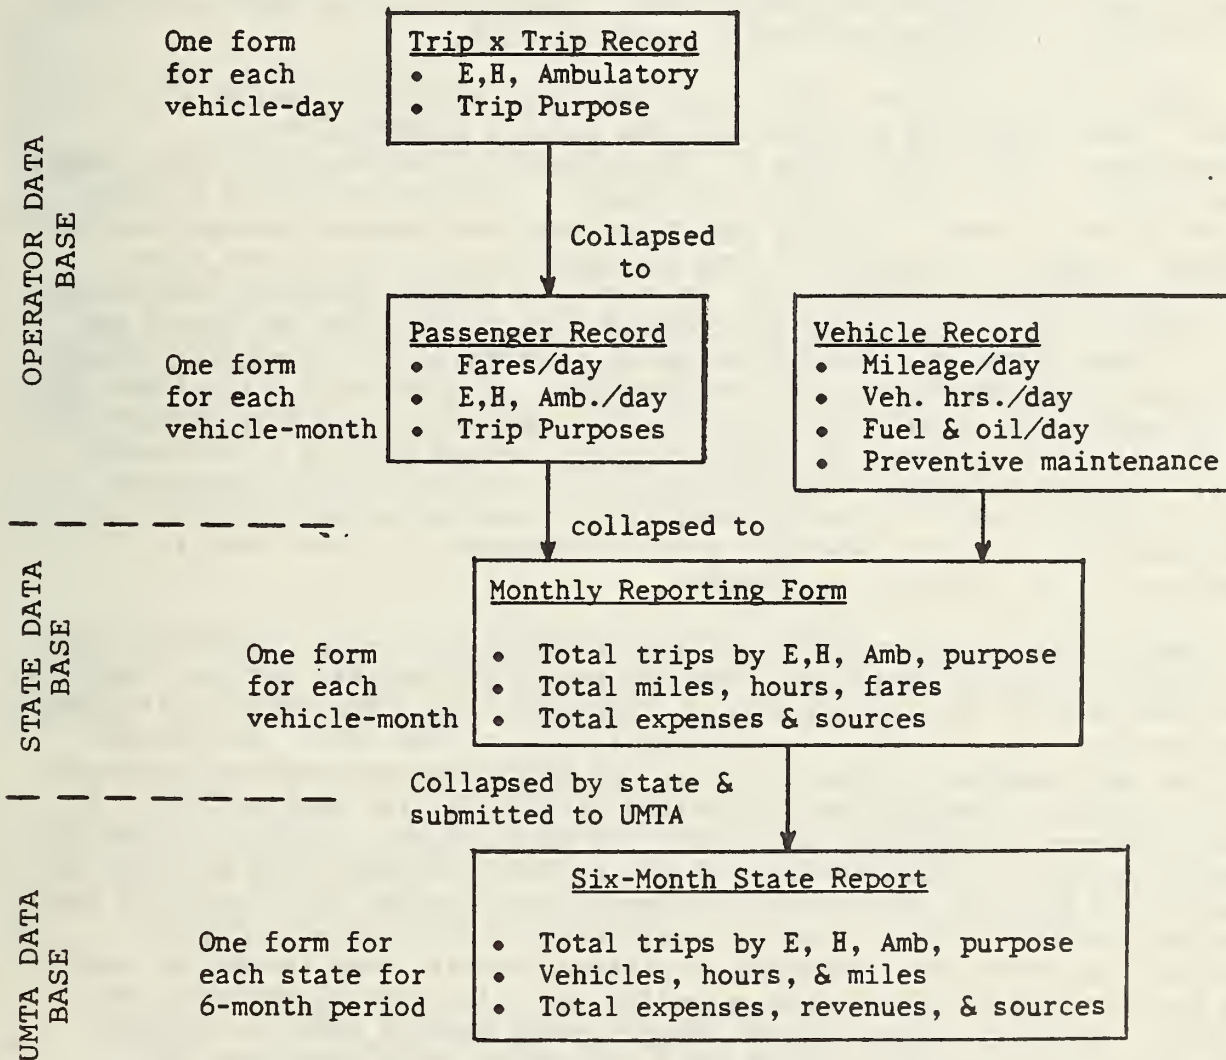 OPERATOR DATA
BASE
One form
for each
vehicle-day
Trip x Trip Record
• E,H, Ambulatory
• Trip Purpose
Collapsed
to
One form
for each
vehicle-month
Passenger Record
• Fares/day
• E,H, Amb./day
• Trip Purposes
Vehicle Record
• Mileage/day
• Veh. hrs./day
• Fuel & oil/day
• Preventive maintenance
collapsed to
STATE DATA
BASE
One form
for each
vehicle-month
Monthly Reporting Form
• Total trips by E,H, Amb, purpose
• Total miles, hours, fares
• Total expenses & sources
Collapsed by state &
submitted to UMTA
UMTA DATA
BASE
One form for
each state for
6-month period
Six-Month State Report
• Total trips by E, H, Amb, purpose
• Vehicles, hours, & miles
• Total expenses, revenues, & sources